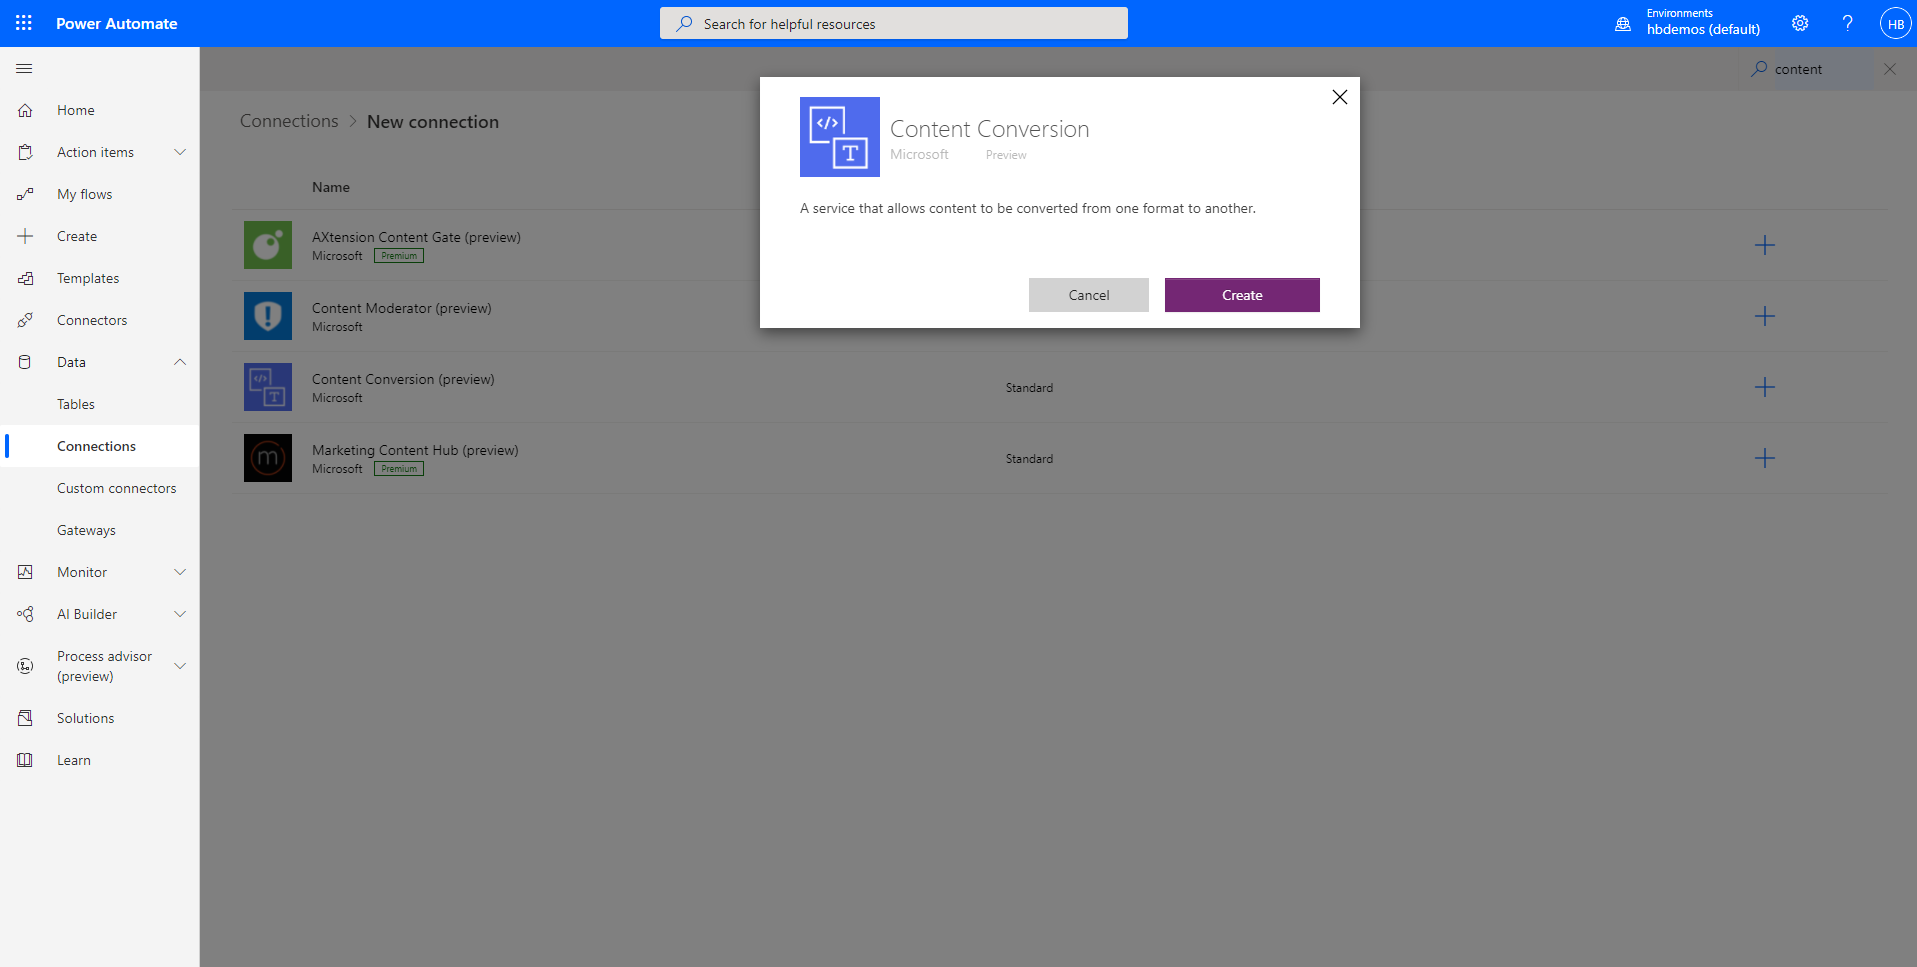 Power Automate
Search for helpful resources
Environments
hbdemos (default)
HB
content
Home
Action items
My flows
Create
Templates
Connectors
Data
Tables
Connections
Custom connectors
Gateways
Monitor
AI Builder
Process advisor
(preview)
Solutions
Learn
Connections > New connection
Name
AXtension Content Gate (preview)
Microsoft Premium
Content Moderator (preview)
Microsoft
Content Conversion (preview)
Microsoft
Standard
Marketing Content Hub (preview)
Microsoft Premium
Standard
Content Conversion
Microsoft Preview
A service that allows content to be converted from one format to another.
Cancel
Create